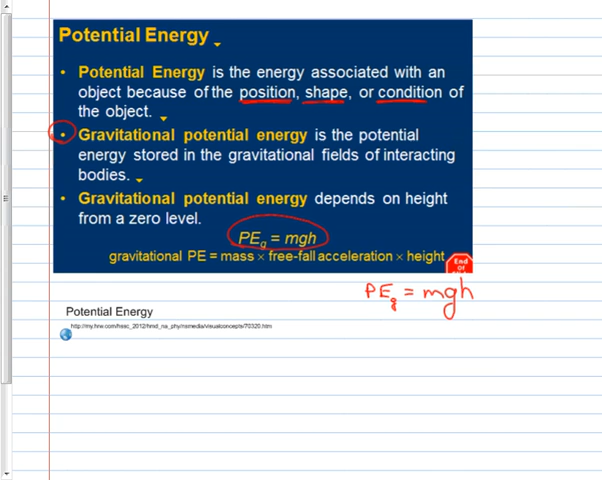 Potential Energy
• Potential Energy is the energy associated with an
object because of the position, shape, or condition of
the object.
• Gravitational potential energy is the potential
energy stored in the gravitational fields of interacting
bodies.
• Gravitational potential energy depends on height
from a zero level.
PEg = mgh
gravitational PE = mass × free-fall acceleration × height
End
Of
PEg = mgh
Potential Energy
http://my.hrw.com/hssc_2012/hmd_na_phy/nsmedia/visualconcepts/70320.htm